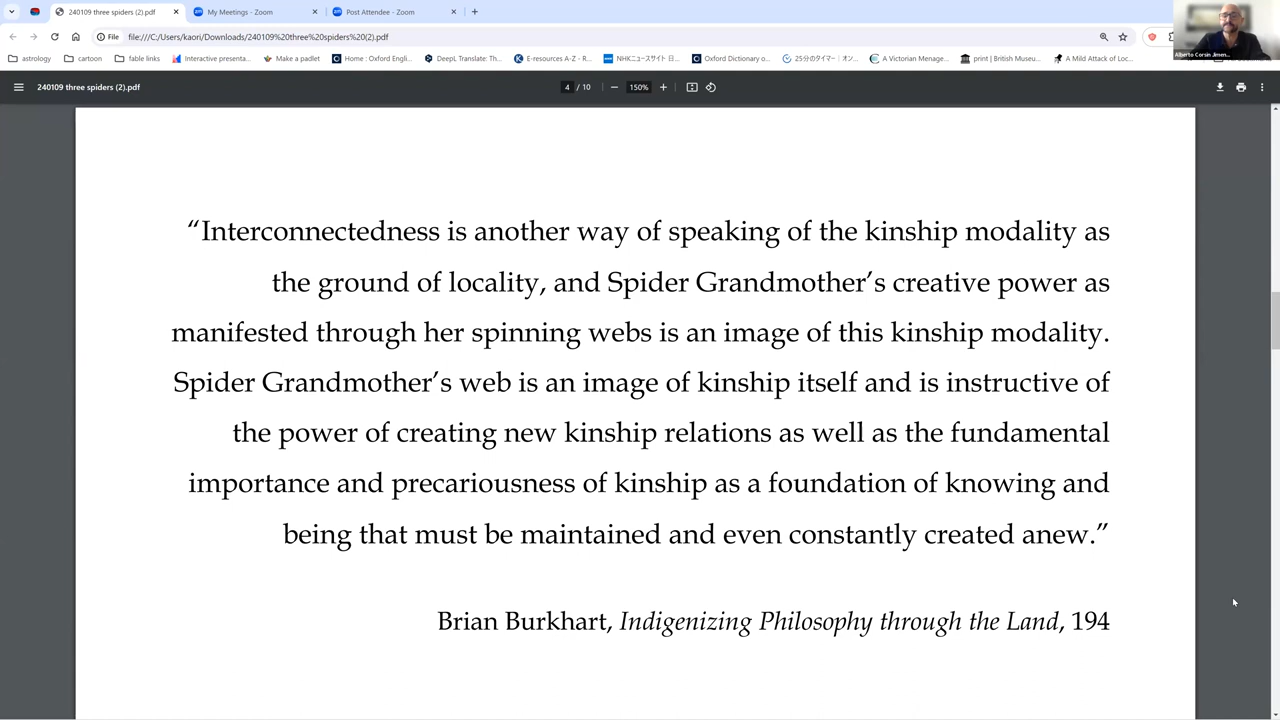 240109 three spiders (2).pdf
My Meetings - Zoom
Post Attendee - Zoom
File
file:///C:/Users/kaori/Downloads/240109%20three%20spiders%20(2).pdf
astrology
cartoon
fable links
Interactive presenta...
Make a padlet
Home : Oxford Engli...
DeepL Translate: T...
E-resources A-Z - R...
NHKニュースサイト 日...
Oxford Dictionary o...
25分のタイマー｜オン...
A Victorian Menage...
print | British Museu...
A Mild Attack of Loc...
Alberto Corsín Jimén...
240109 three spiders (2).pdf
4 / 10
150%
“Interconnectedness is another way of speaking of the kinship modality as
the ground of locality, and Spider Grandmother’s creative power as
manifested through her spinning webs is an image of this kinship modality.
Spider Grandmother’s web is an image of kinship itself and is instructive of
the power of creating new kinship relations as well as the fundamental
importance and precariousness of kinship as a foundation of knowing and
being that must be maintained and even constantly created anew.”
Brian Burkhart, Indigenizing Philosophy through the Land, 194